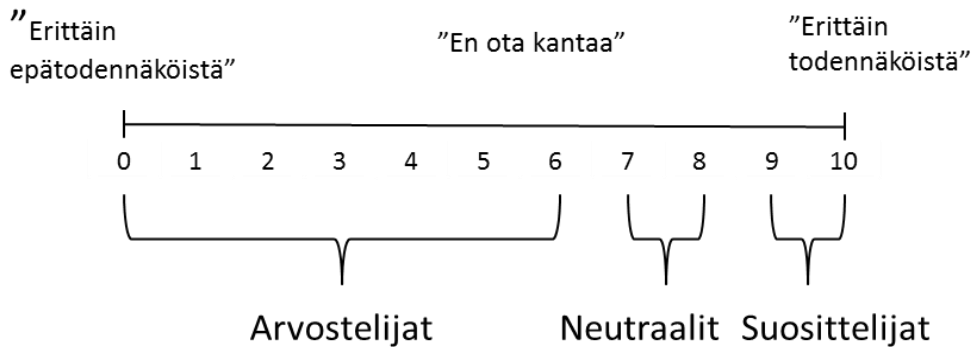 ”Erittäin
epätodennäköistä”
”En ota kantaa”
”Erittäin
todennäköistä”
0 1 2 3 4 5 6 7 8 9 10
Arvostelijat Neutraalit Suosittelijat